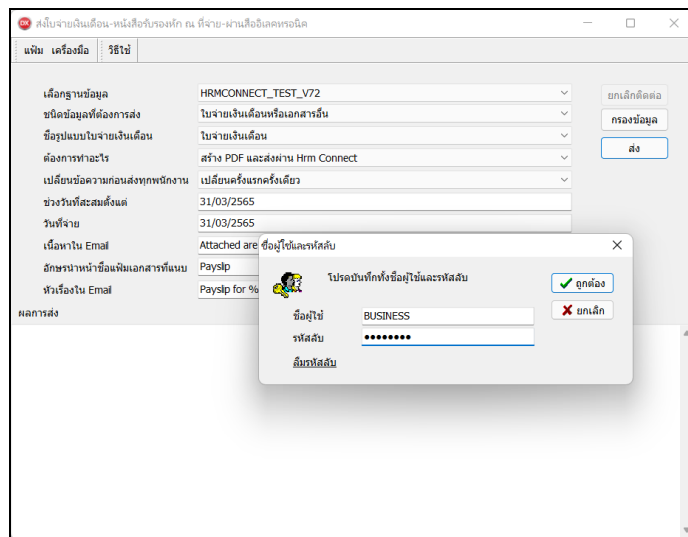 ส่งใบจ่ายเงินเดือน-หนังสือรับรองหัก ณ ที่จ่าย-ผ่านสื่ออิเลคทรอนิค
แฟ้ม เครื่องมือ วิธีใช้
เลือกฐานข้อมูล HRMCONNECT_TEST_V72 ยกเลิกติดต่อ
ชนิดข้อมูลที่ต้องการส่ง ใบจ่ายเงินเดือนหรือเอกสารอื่น กรองข้อมูล
ชื่อรูปแบบใบจ่ายเงินเดือน ใบจ่ายเงินเดือน
ต้องการทำอะไร สร้าง PDF และส่งผ่าน Hrm Connect ส่ง
เปลี่ยนข้อความก่อนส่งทุกพนักงาน เปลี่ยนครั้งแรกครั้งเดียว
ช่วงวันที่สะสมตั้งแต่ 31/03/2565
วันที่จ่าย 31/03/2565
เนื้อหาใน Email Attached are
อักษรนำหน้าชื่อแฟ้มเอกสารที่แนบ Payslip
หัวเรื่องใน Email Payslip for %
ผลการส่ง
ชื่อผู้ใช้และรหัสลับ
โปรดบันทึกทั้งชื่อผู้ใช้และรหัสลับ
ถูกต้อง
ชื่อผู้ใช้ BUSINESS ยกเลิก
รหัสลับ ••••••••
ลืมรหัสลับ